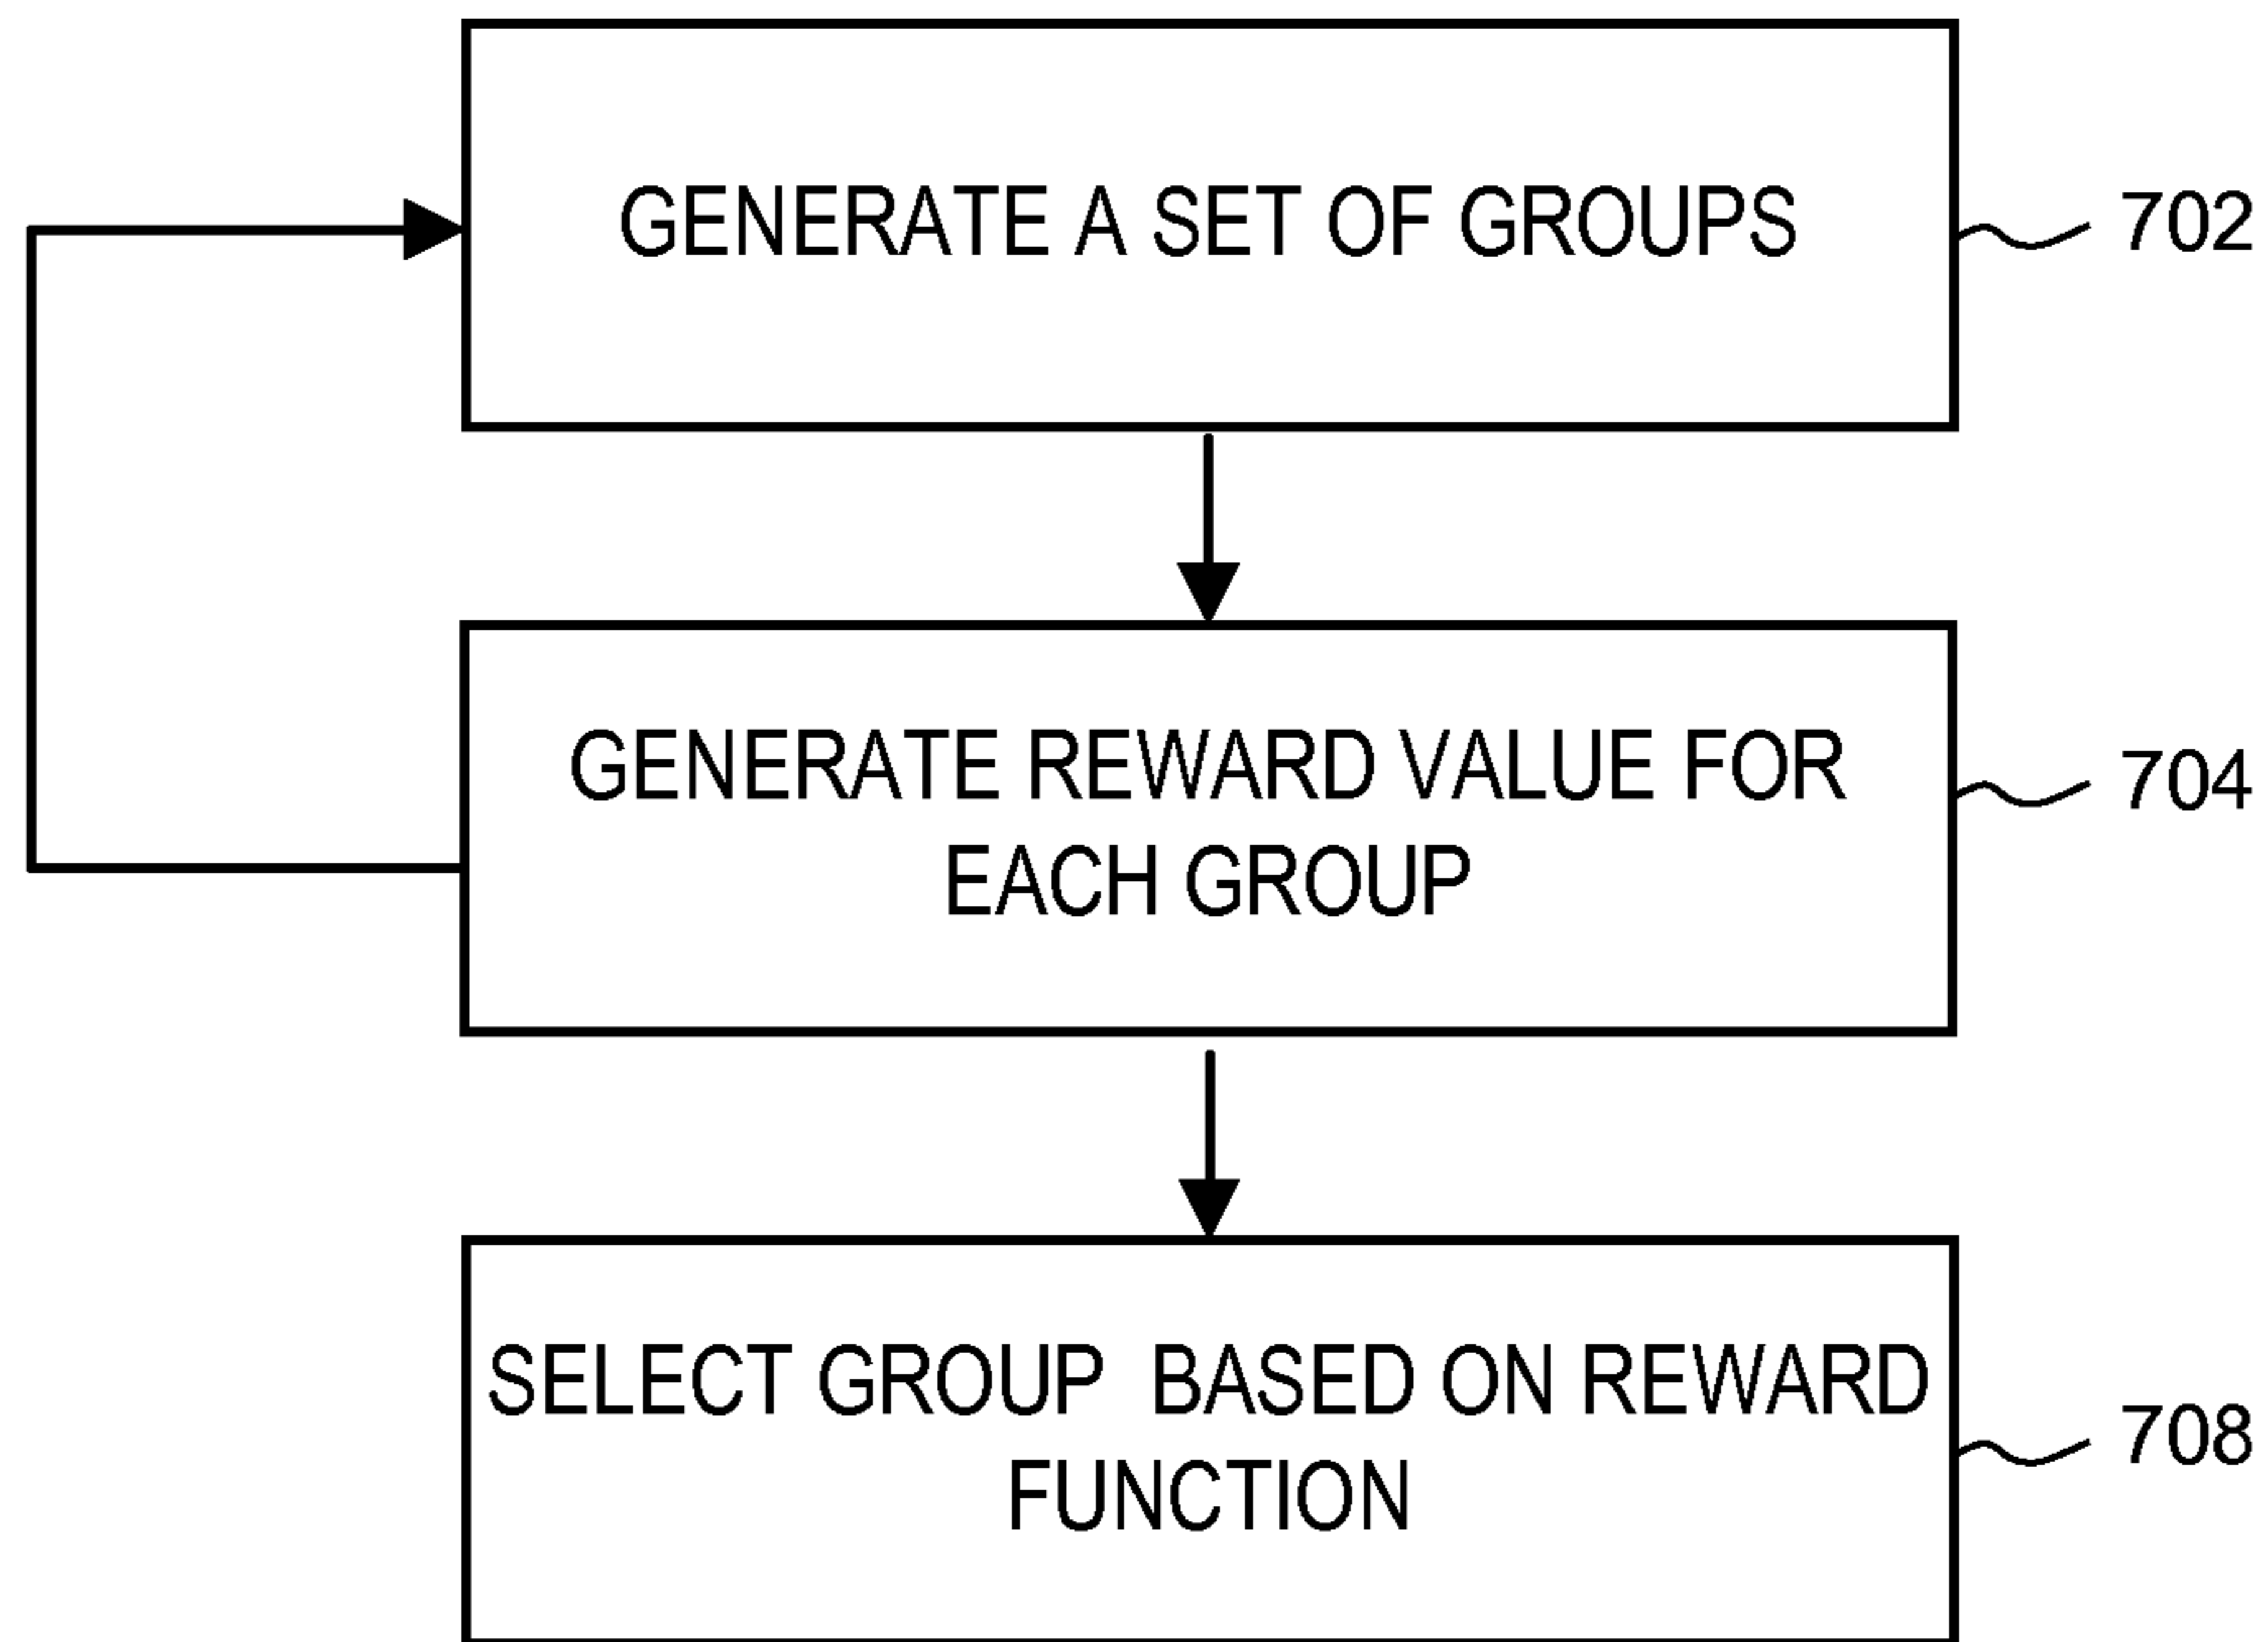 GENERATE A SET OF GROUPS
702
GENERATE REWARD VALUE FOR
EACH GROUP
704
SELECT GROUP BASED ON REWARD
FUNCTION
708